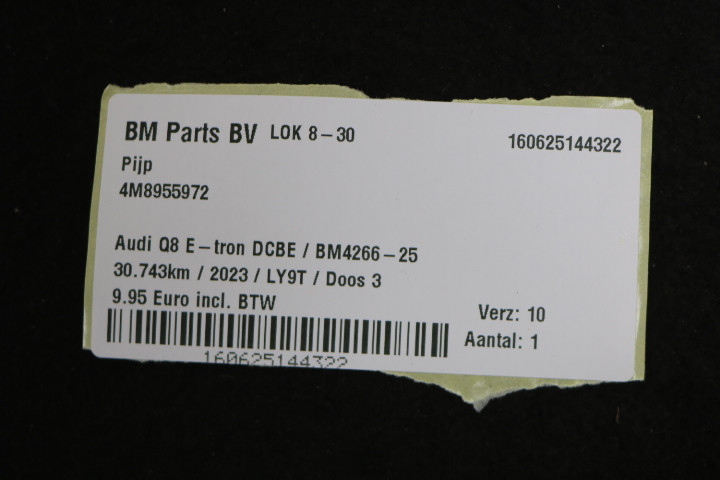 BM Parts BV LOK 8-30
160625144322
Pijp
4M8955972
Audi Q8 E-tron DCBE / BM4266-25
30.743km / 2023 / LY9T / Doos 3
9.95 Euro incl. BTW
Verz: 10
Aantal: 1
160625144322